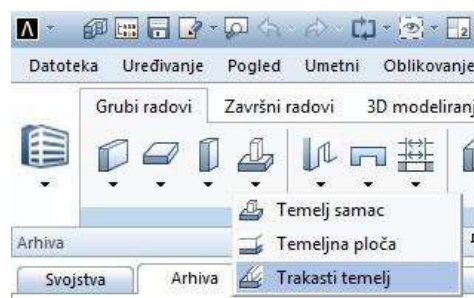 Datoteka Uređivanje Pogled Umetni Oblikovanje
Grubi radovi Završni radovi 3D modeliranj
Temelj samac
Arhiva Temeljna ploča
Svojstva Arhiva Trakasti temelj